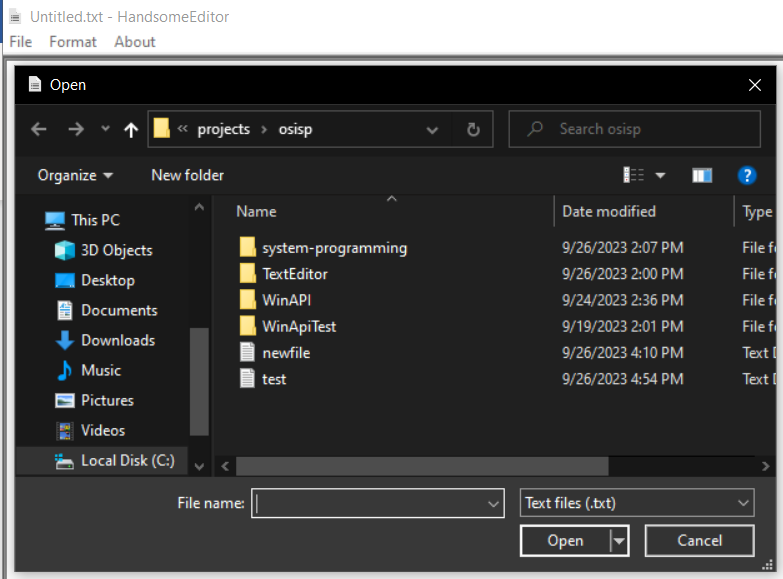 Untitled.txt - HandsomeEditor
File Format About
Open
« projects › osisp
Search osisp
Organize
New folder
?
Name Date modified Type
This PC
3D Objects
Desktop
Documents
Downloads
Music
Pictures
Videos
Local Disk (C:)
system-programming 9/26/2023 2:07 PM File f
TextEditor 9/26/2023 2:00 PM File f
WinAPI 9/24/2023 2:36 PM File f
WinApiTest 9/19/2023 2:01 PM File f
newfile 9/26/2023 4:10 PM Text D
test 9/26/2023 4:54 PM Text D
File name:
Text files (.txt)
Open Cancel